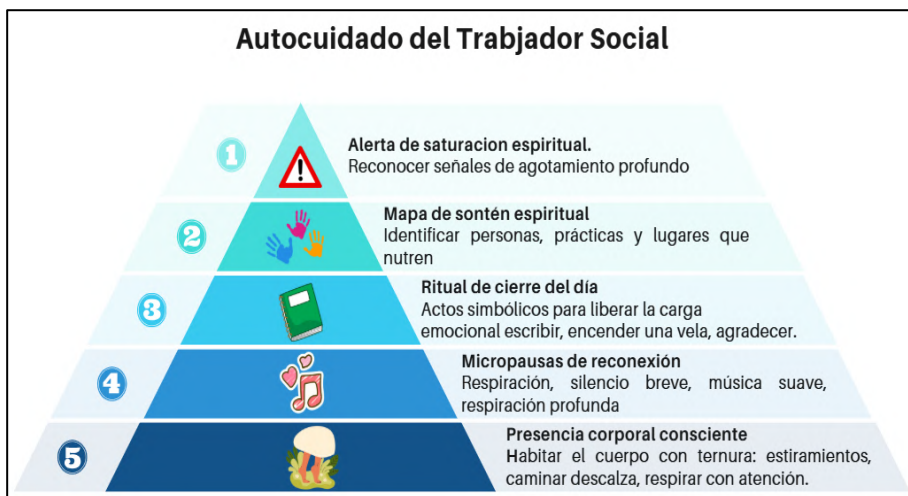 Autocuidado del Trabjador Social
1
Alerta de saturacion espiritual.
Reconocer señales de agotamiento profundo
2
Mapa de sontén espiritual
Identificar personas, prácticas y lugares que
nutren
3
Ritual de cierre del día
Actos simbólicos para liberar la carga
emocional escribir, encender una vela, agradecer.
4
Micropausas de reconexión
Respiración, silencio breve, música suave,
respiración profunda
5
Presencia corporal consciente
Habitar el cuerpo con ternura: estiramientos,
caminar descalza, respirar con atención.